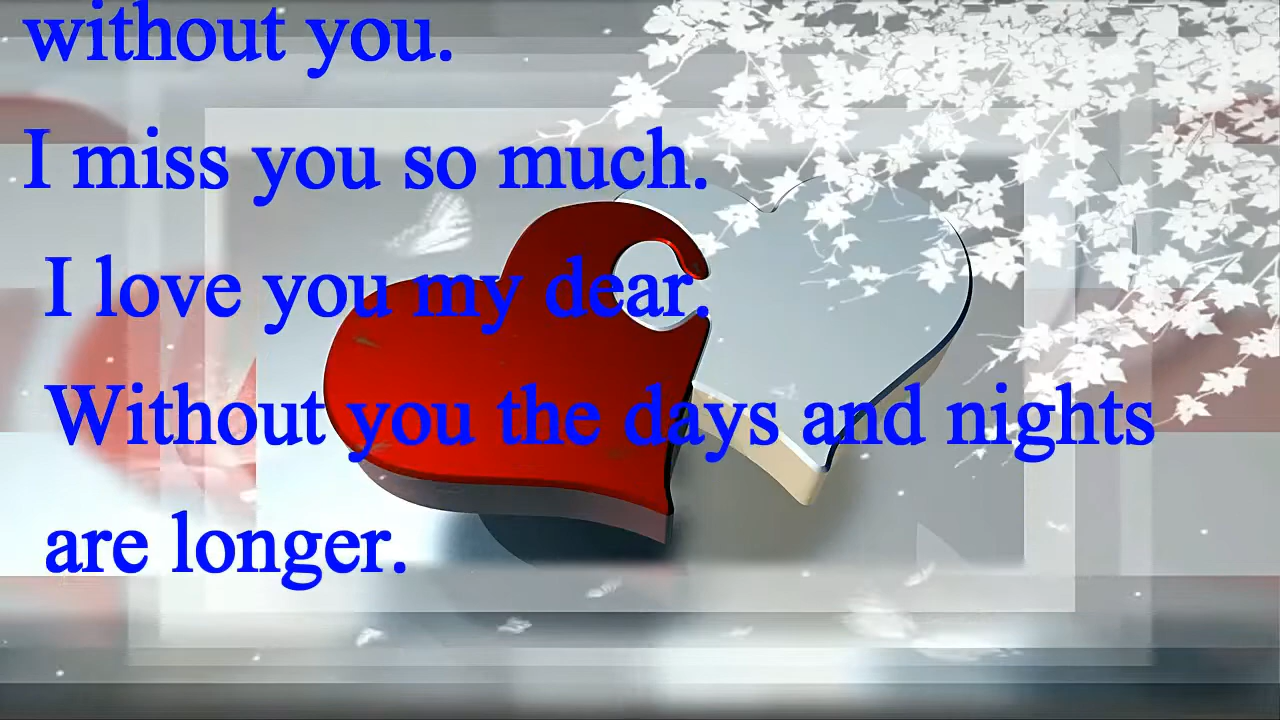 without you.
I miss you so much.
I love you my dear.
Without you the days and nights
are longer.